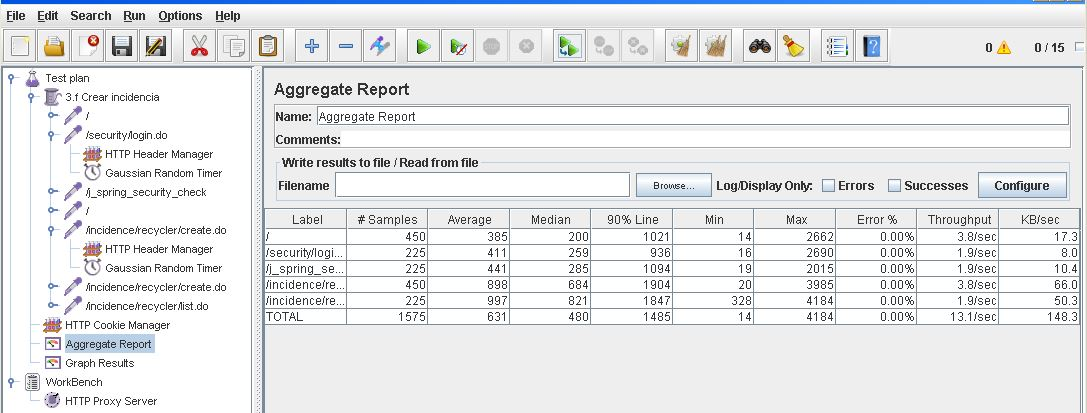 File Edit Search Run Options Help
STOP
0 0 / 15
Test plan
3.f Crear incidencia
/
/security/login.do
HTTP Header Manager
Gaussian Random Timer
/j_spring_security_check
/
/incidence/recycler/create.do
HTTP Header Manager
Gaussian Random Timer
/incidence/recycler/create.do
/incidence/recycler/list.do
HTTP Cookie Manager
Aggregate Report
Graph Results
WorkBench
HTTP Proxy Server
Aggregate Report
Name: Aggregate Report
Comments:
Write results to file / Read from file
Filename Browse... Log/Display Only: Errors Successes Configure
Label # Samples Average Median 90% Line Min Max Error % Throughput KB/sec
/ 450 385 200 1021 14 2662 0.00% 3.8/sec 17.3
/security/logi... 225 411 259 936 16 2690 0.00% 1.9/sec 8.0
/j_spring_se... 225 441 285 1094 19 2015 0.00% 1.9/sec 10.4
/incidence/re... 450 898 684 1904 20 3985 0.00% 3.8/sec 66.0
/incidence/re... 225 997 821 1847 328 4184 0.00% 1.9/sec 50.3
TOTAL 1575 631 480 1485 14 4184 0.00% 13.1/sec 148.3